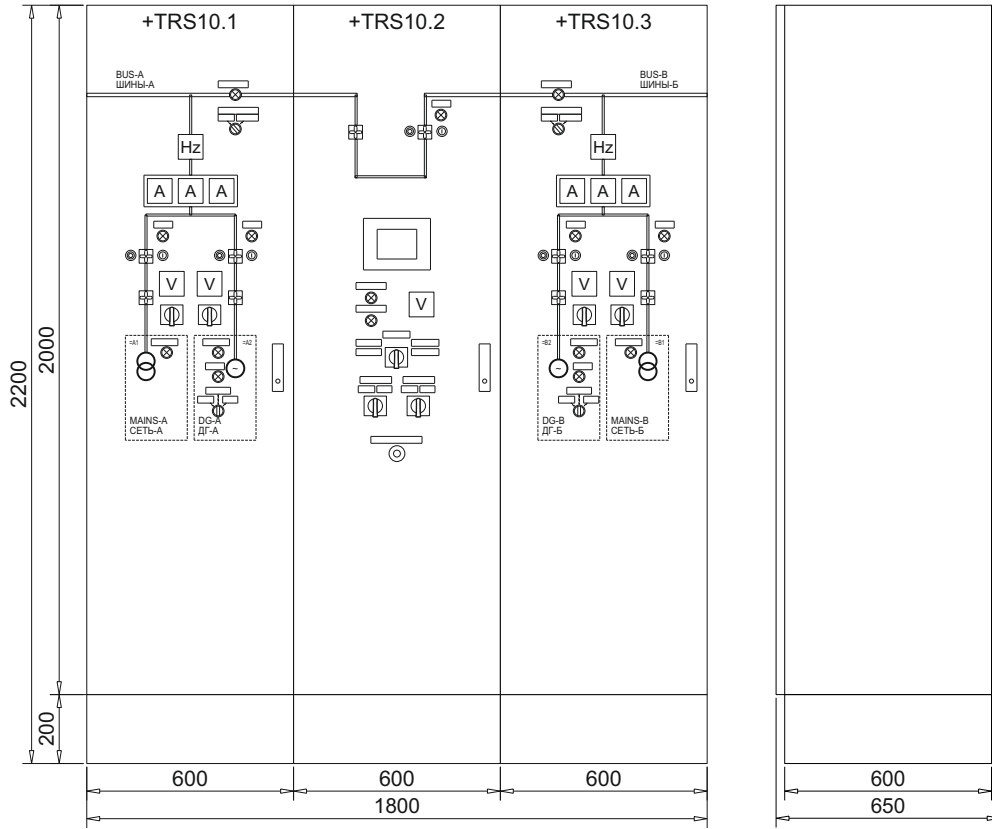 +TRS10.1
+TRS10.2
+TRS10.3
BUS-A
ШИНЫ-А
BUS-B
ШИНЫ-Б
Hz
Hz
A A A
A A A
V V
V
V V
=A1
=A2
=B2
=B1
~
~
MAINS-A
СЕТЬ-А
DG-A
ДГ-А
DG-B
ДГ-Б
MAINS-B
СЕТЬ-Б
2200
2000
200
600
600
600
1800
600
650